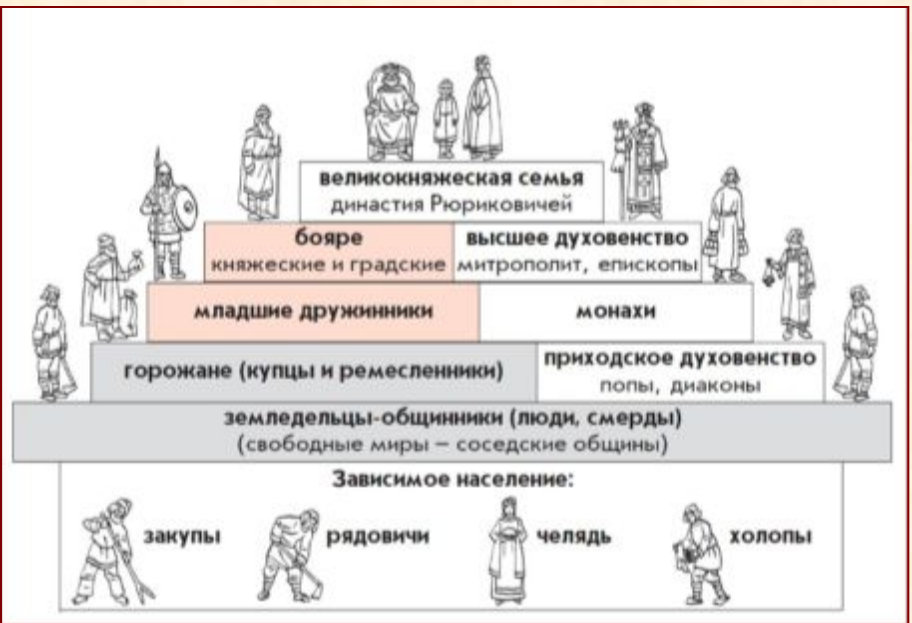 великокняжеская семья
династия Рюриковичей
бояре
княжеские и градские
высшее духовенство
митрополит, епископы
младшие дружинники
монахи
горожане (купцы и ремесленники)
приходское духовенство
попы, диаконы
земледельцы-общинники (люди, смерды)
(свободные миры – соседские общины)
Зависимое население:
закупы
рядовичи
челядь
холопы